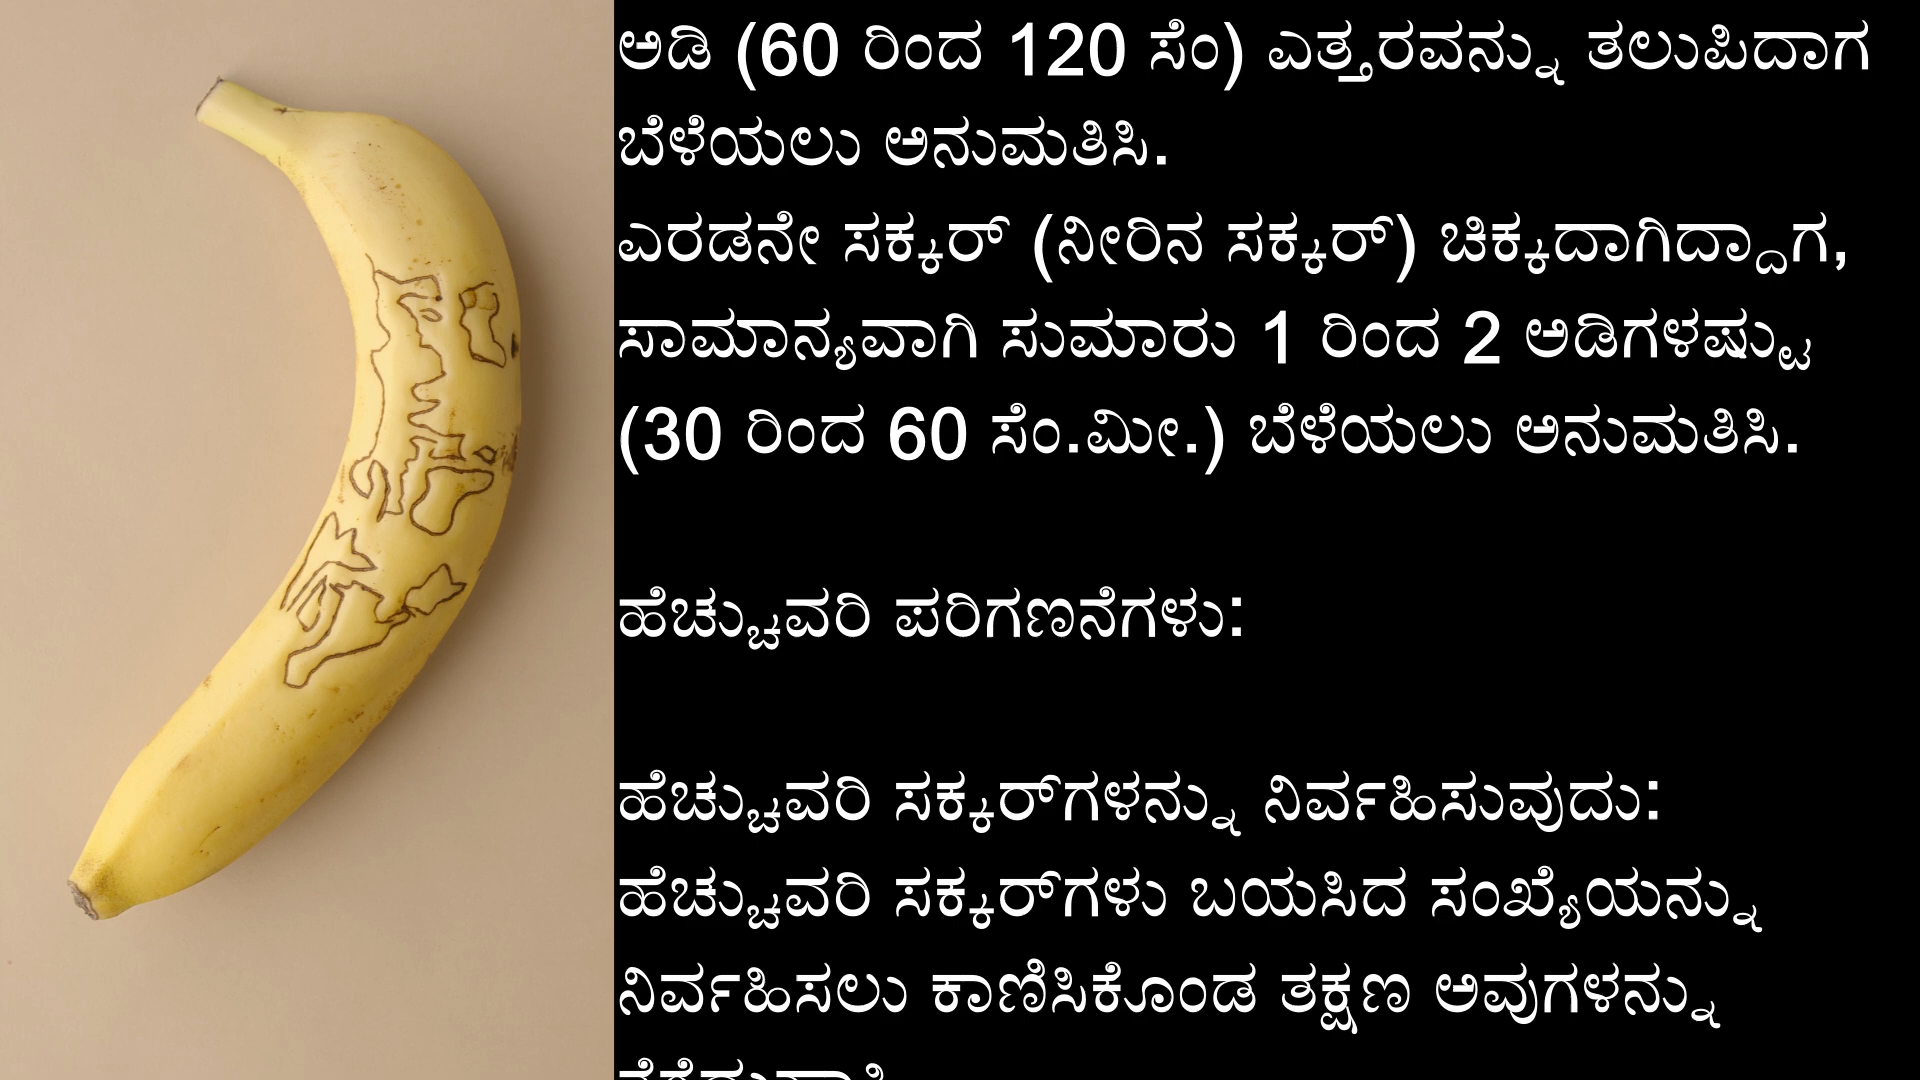 ಅಡಿ (60 ರಿಂದ 120 ಸೆಂ) ಎತ್ತರವನ್ನು ತಲುಪಿದಾಗ
ಬೆಳೆಯಲು ಅನುಮತಿಸಿ.
ಎರಡನೇ ಸಕ್ಕರ್ (ನೀರಿನ ಸಕ್ಕರ್) ಚಿಕ್ಕದಾಗಿದ್ದಾಗ,
ಸಾಮಾನ್ಯವಾಗಿ ಸುಮಾರು 1 ರಿಂದ 2 ಅಡಿಗಳಷ್ಟು
(30 ರಿಂದ 60 ಸೆಂ.ಮೀ.) ಬೆಳೆಯಲು ಅನುಮತಿಸಿ.
ಹೆಚ್ಚುವರಿ ಪರಿಗಣನೆಗಳು:
ಹೆಚ್ಚುವರಿ ಸಕ್ಕರ್‌ಗಳನ್ನು ನಿರ್ವಹಿಸುವುದು:
ಹೆಚ್ಚುವರಿ ಸಕ್ಕರ್‌ಗಳು ಬಯಸಿದ ಸಂಖ್ಯೆಯನ್ನು
ನಿರ್ವಹಿಸಲು ಕಾಣಿಸಿಕೊಂಡ ತಕ್ಷಣ ಅವುಗಳನ್ನು